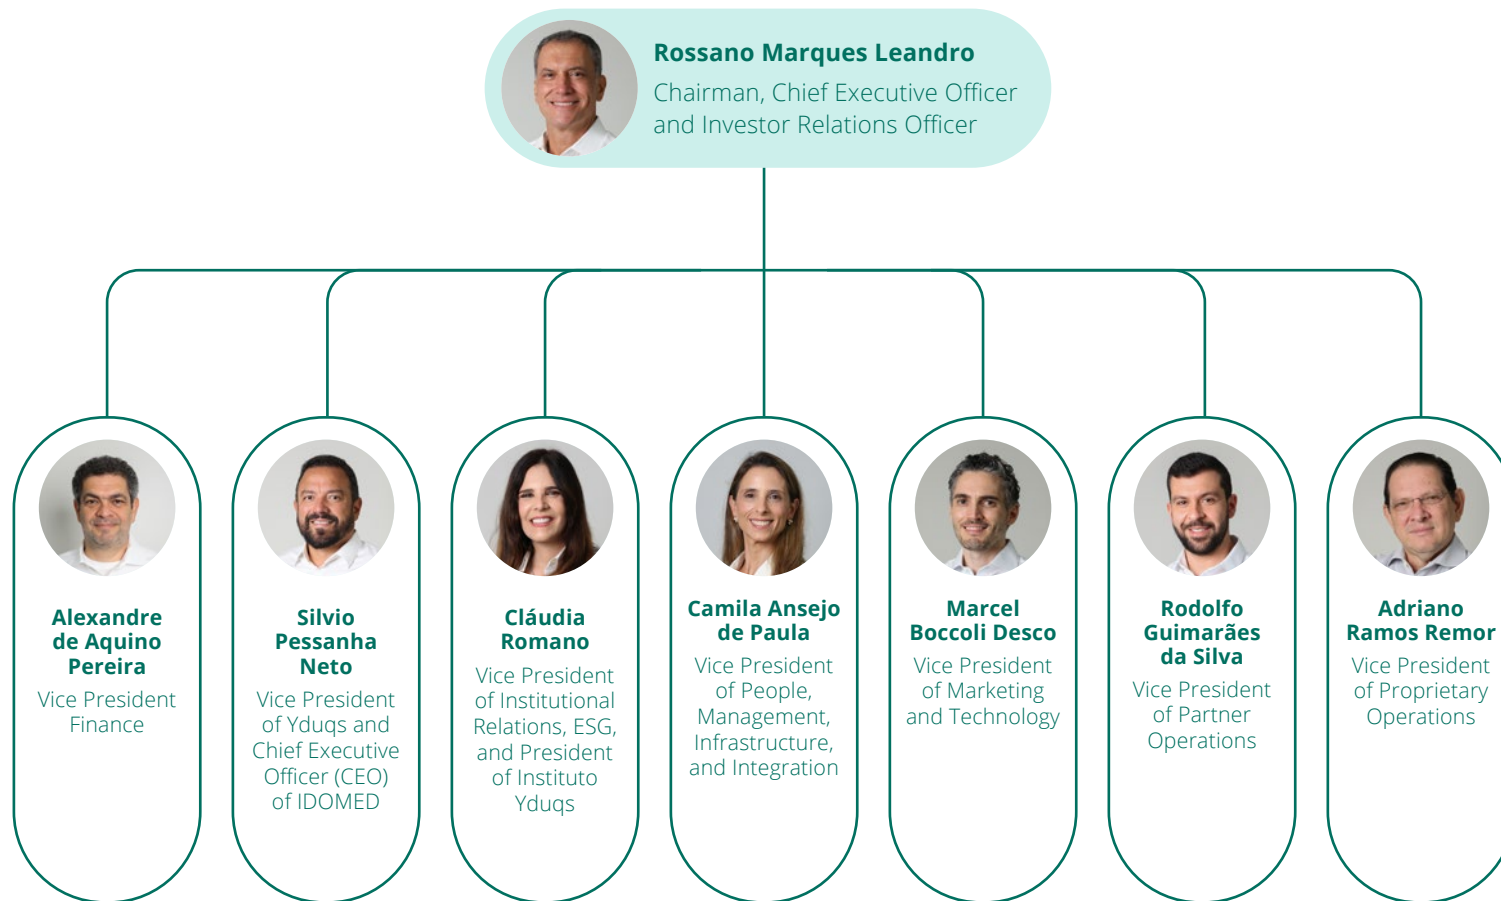 Rossano Marques Leandro
Chairman, Chief Executive Officer
and Investor Relations Officer
Alexandre
de Aquino
Pereira
Vice President
Finance
Silvio
Pessanha
Neto
Vice President
of Yduqs and
Chief Executive
Officer (CEO)
of IDOMED
Cláudia
Romano
Vice President
of Institutional
Relations, ESG,
and President
of Instituto
Yduqs
Camila Ansejo
de Paula
Vice President
of People,
Management,
Infrastructure,
and Integration
Marcel
Boccoli Desco
Vice President
of Marketing
and Technology
Rodolfo
Guimarães
da Silva
Vice President
of Partner
Operations
Adriano
Ramos Remor
Vice President
of Proprietary
Operations